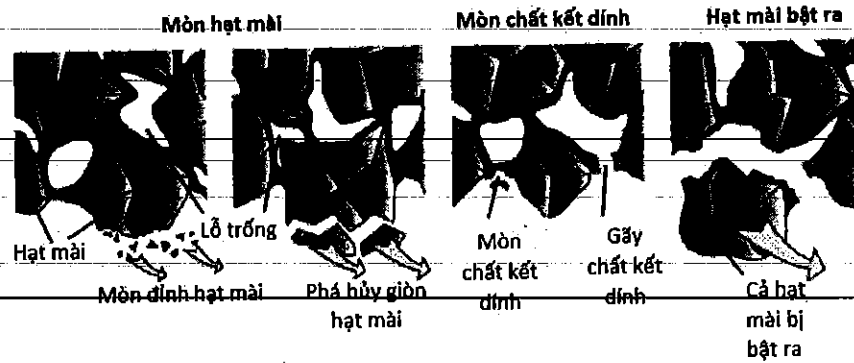 Mòn hạt mài
Mòn chất kết dính
Hạt mài bật ra
Hạt mài
Lỗ trống
Mòn đỉnh hạt mài
Phá hủy giòn
hạt mài
Mòn
chất kết
dính
Gãy
chất kết
dính
Cả hạt
mài bị
bật ra